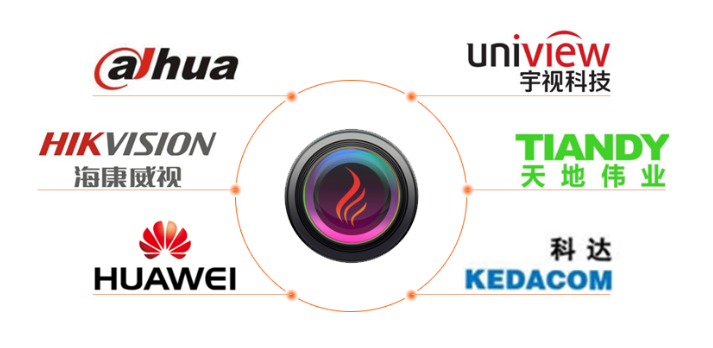 alhua
uniview
宇视科技
HIKVISION
海康威视
TIANDY
天地伟业
HUAWEI
科达
KEDACOM